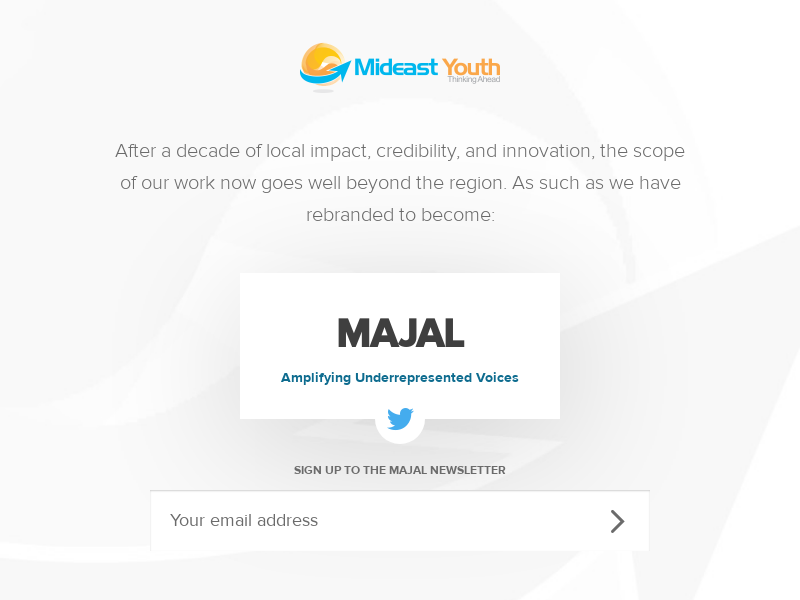 Mideast Youth
Thinking Ahead
After a decade of local impact, credibility, and innovation, the scope
of our work now goes well beyond the region. As such as we have
rebranded to become:
MAJAL
Amplifying Underrepresented Voices
SIGN UP TO THE MAJAL NEWSLETTER
Your email address